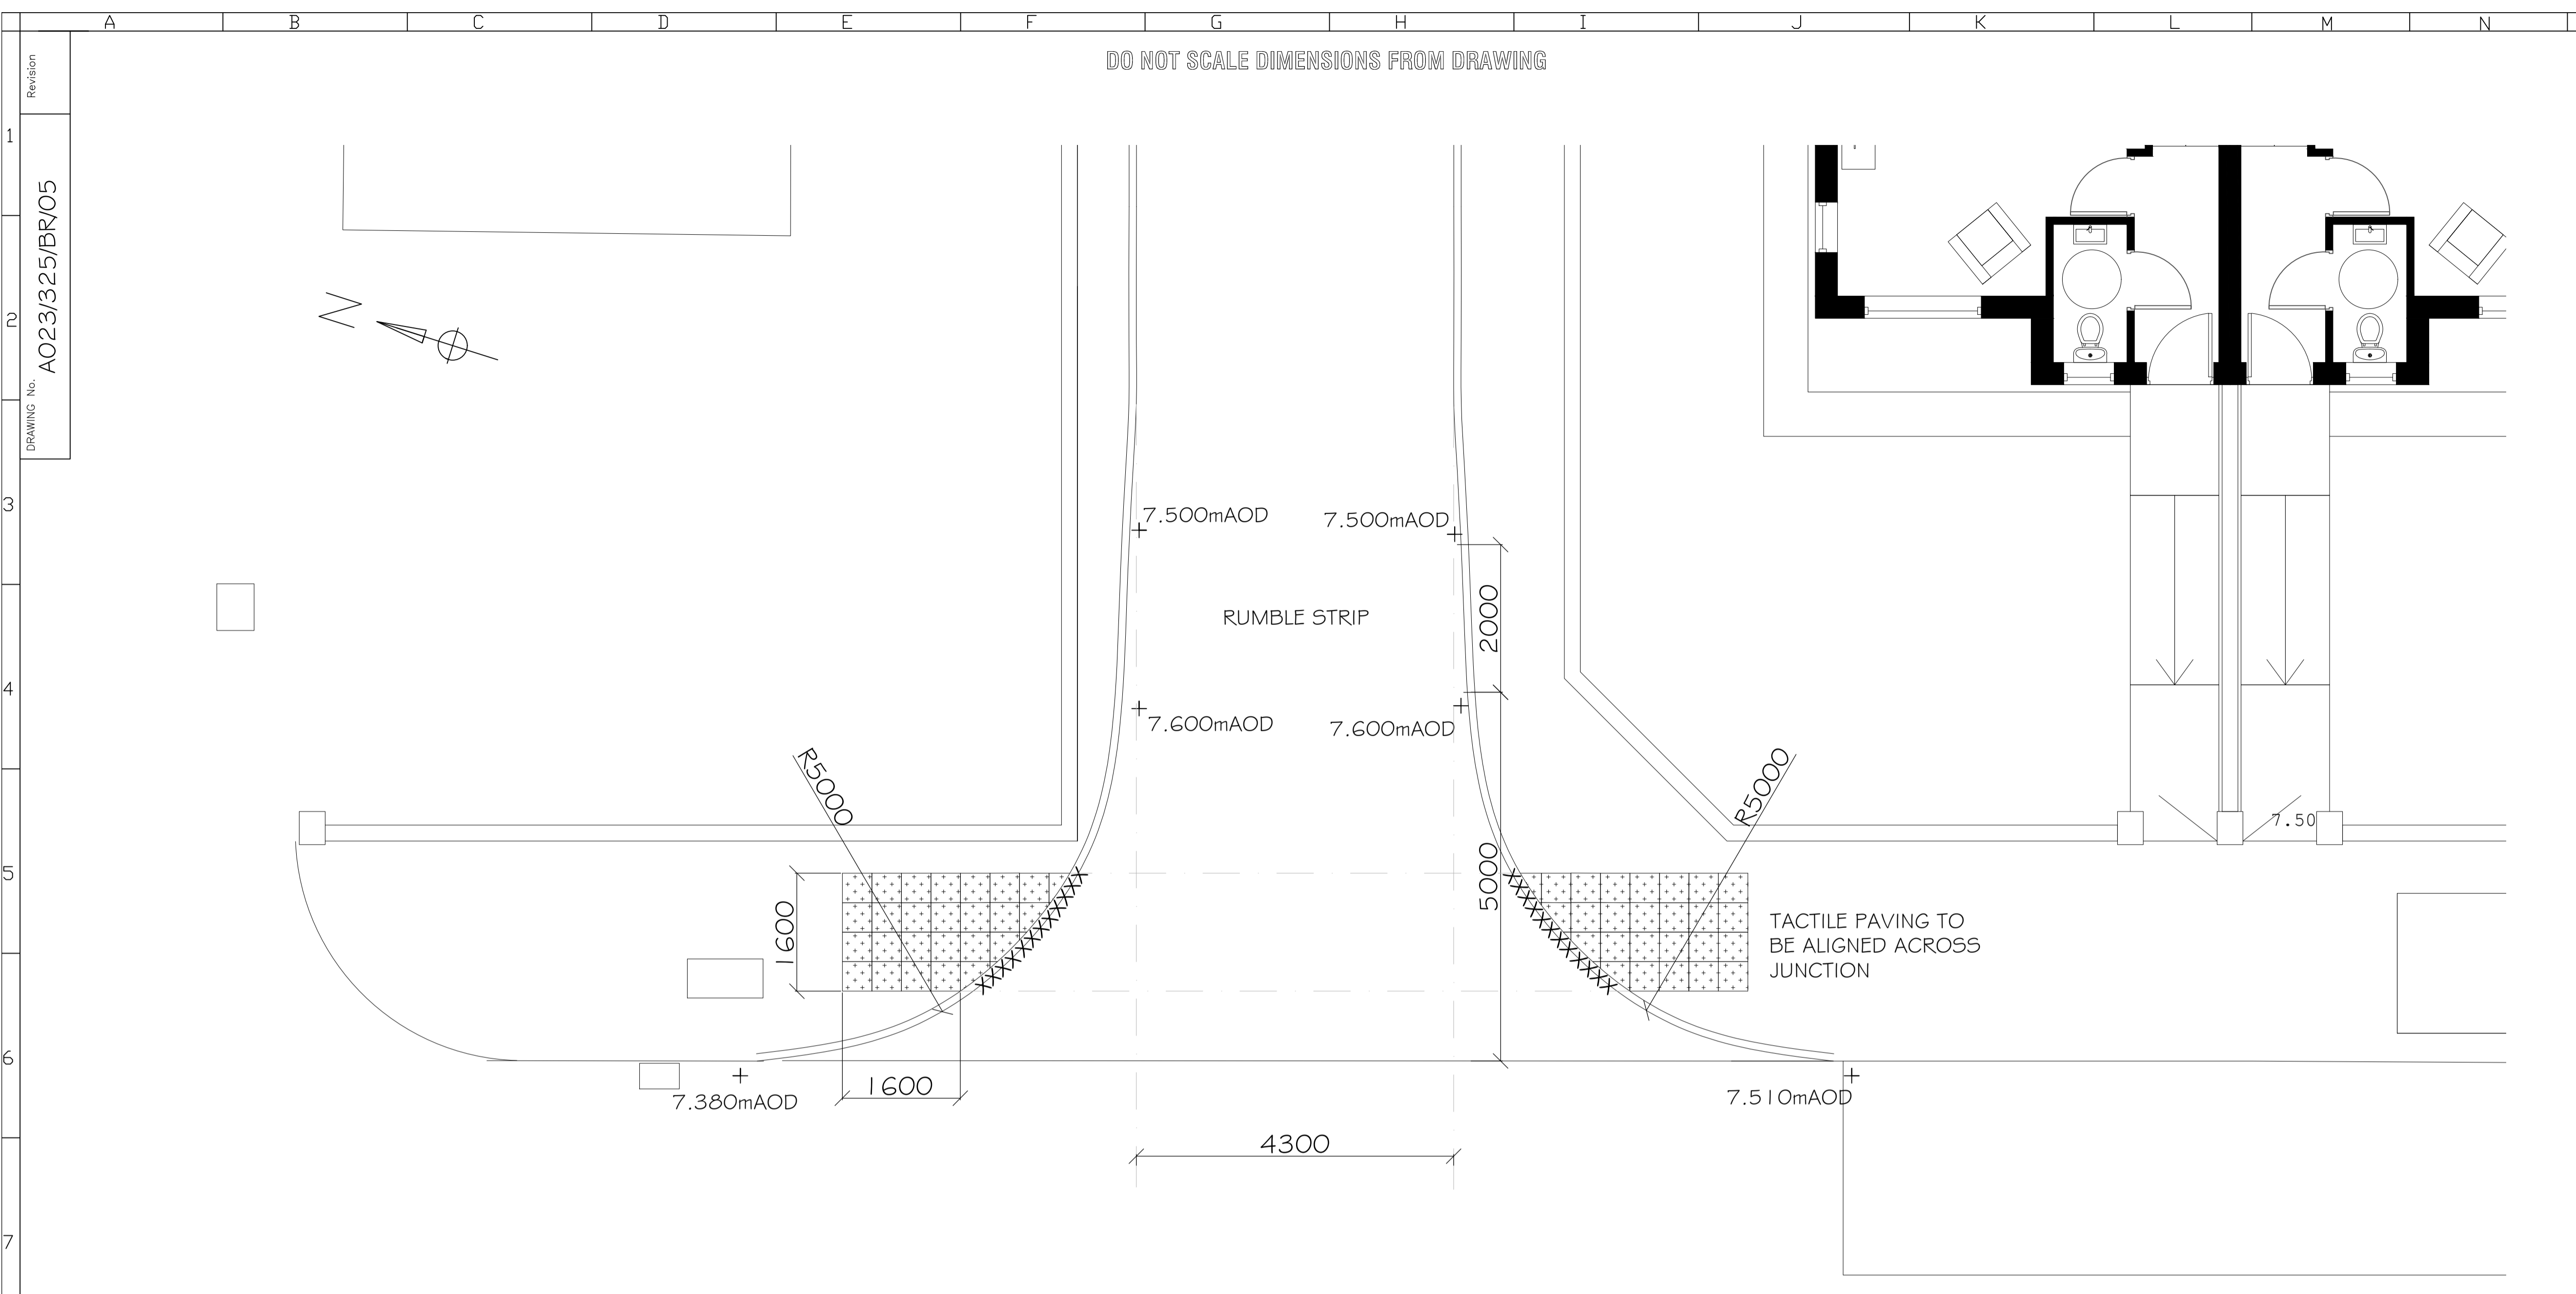 A B C D E F G H I J K L M N
DO NOT SCALE DIMENSIONS FROM DRAWING
Revision
DRAWING No.
A023/325/BR/05
1
2
3
4
5
6
7
N
7.500mAOD
7.500mAOD
RUMBLE STRIP
2000
7.600mAOD
7.600mAOD
R5000
R5000
7.50
1600
5000
TACTILE PAVING TO
BE ALIGNED ACROSS
JUNCTION
1600
7.380mAOD
7.510mAOD
4300